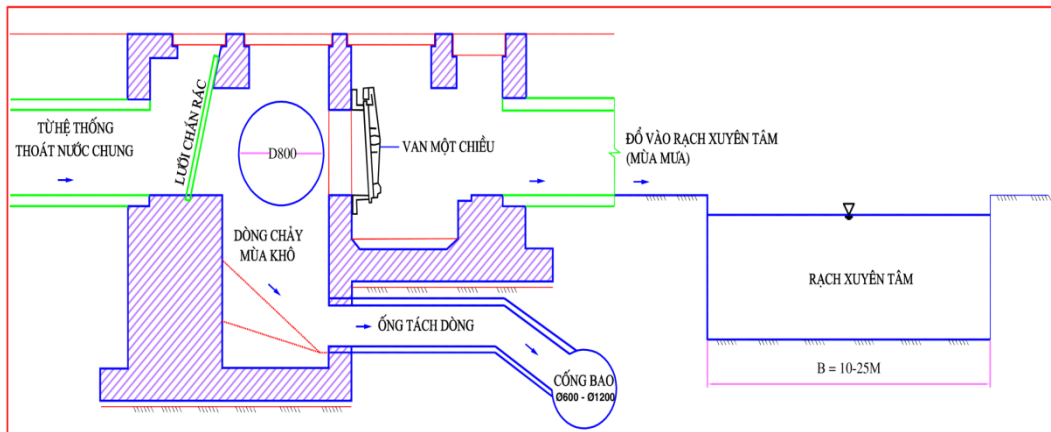 TỪ HỆ THỐNG
THOÁT NƯỚC CHUNG
LƯỚI CHẮN RÁC
D800
VAN MỘT CHIỀU
ĐỔ VÀO RẠCH XUYÊN TÂM
(MÙA MƯA)
DÒNG CHẢY
MÙA KHÔ
ỐNG TÁCH DÒNG
CỐNG BAO
Ø600 - Ø1200
RẠCH XUYÊN TÂM
B = 10-25M